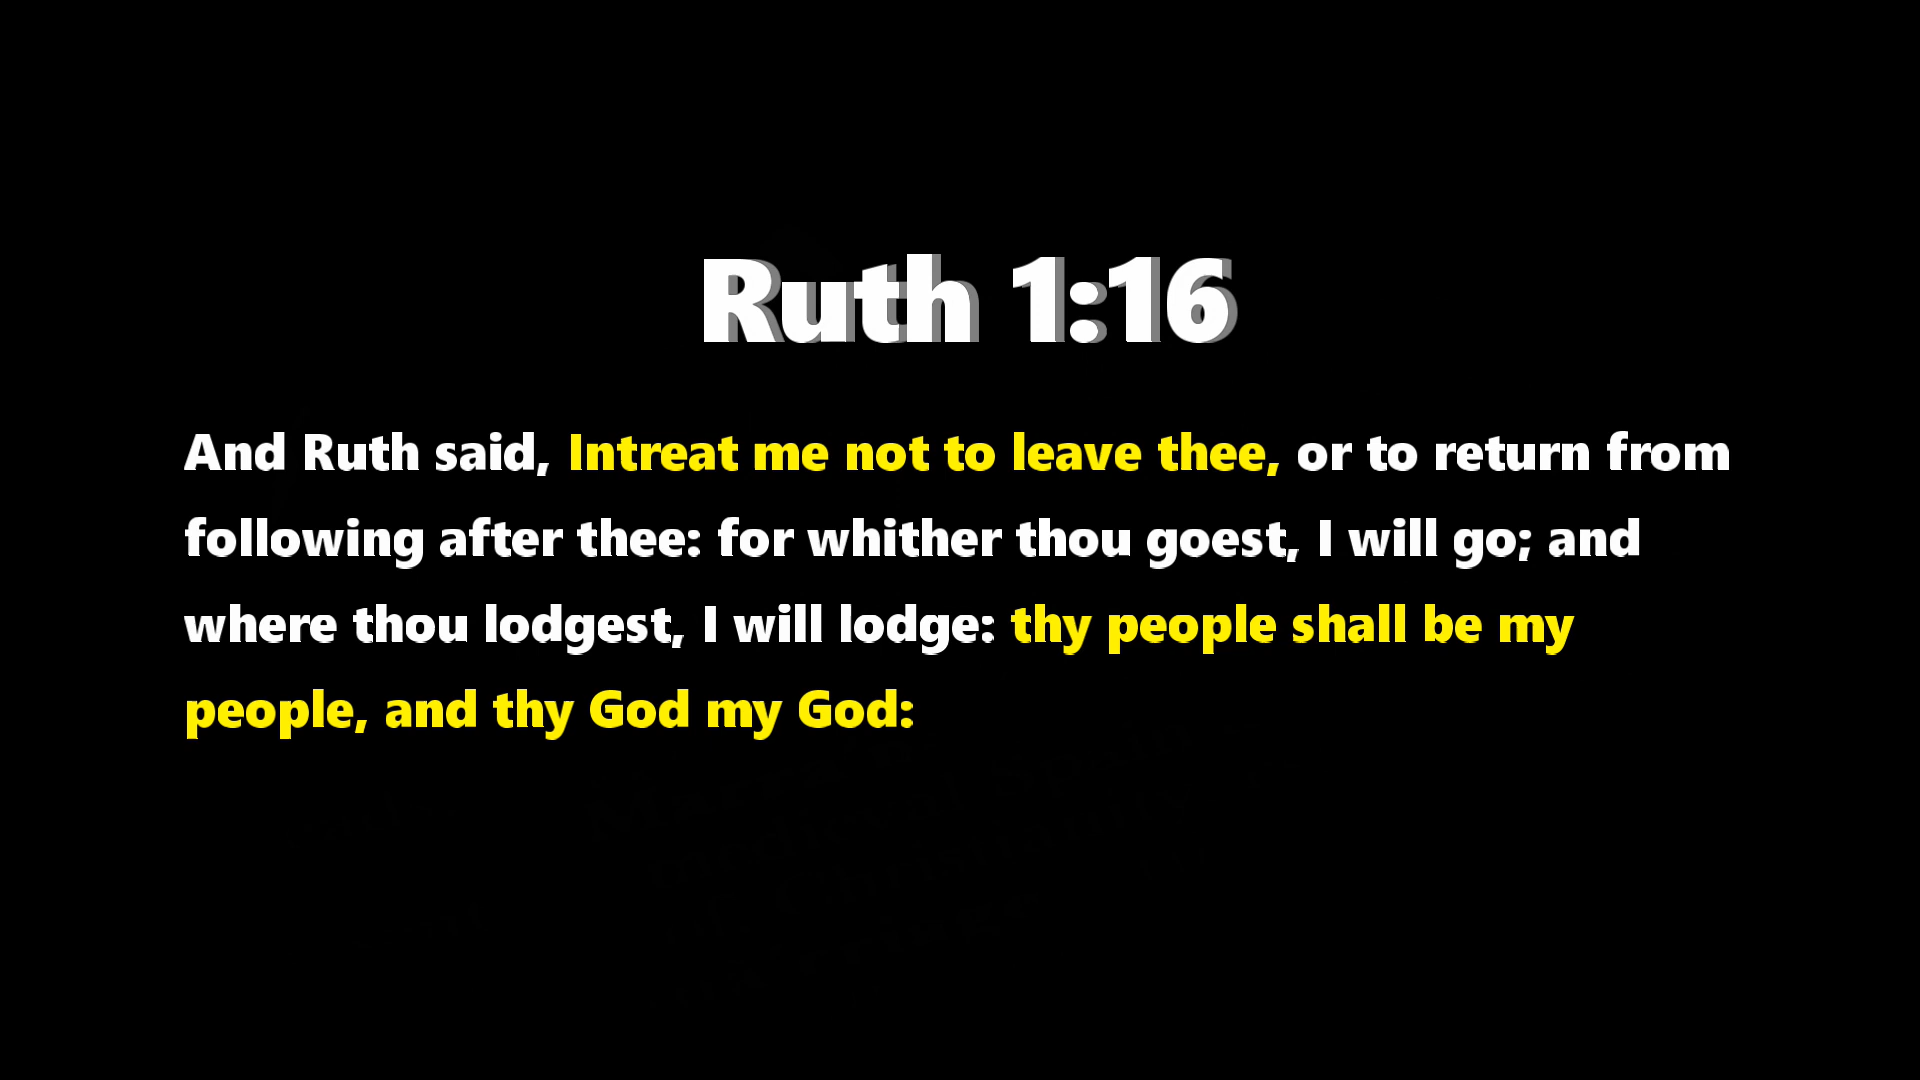 Ruth 1:16
And Ruth said, Intreat me not to leave thee, or to return from
following after thee: for whither thou goest, I will go; and
where thou lodgest, I will lodge: thy people shall be my
people, and thy God my God: